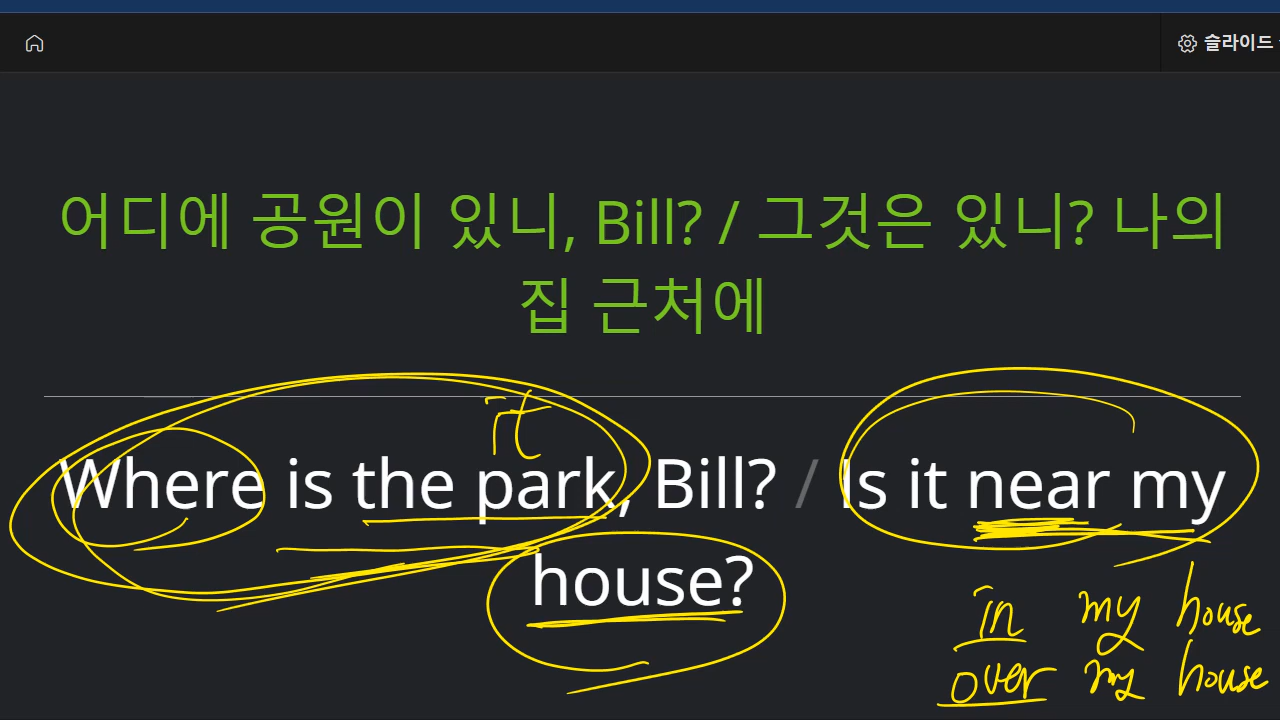 슬라이드
어디에 공원이 있니, Bill? / 그것은 있니? 나의
집 근처에
it
Where is the park, Bill? / Is it near my
house?
in my house
over my house